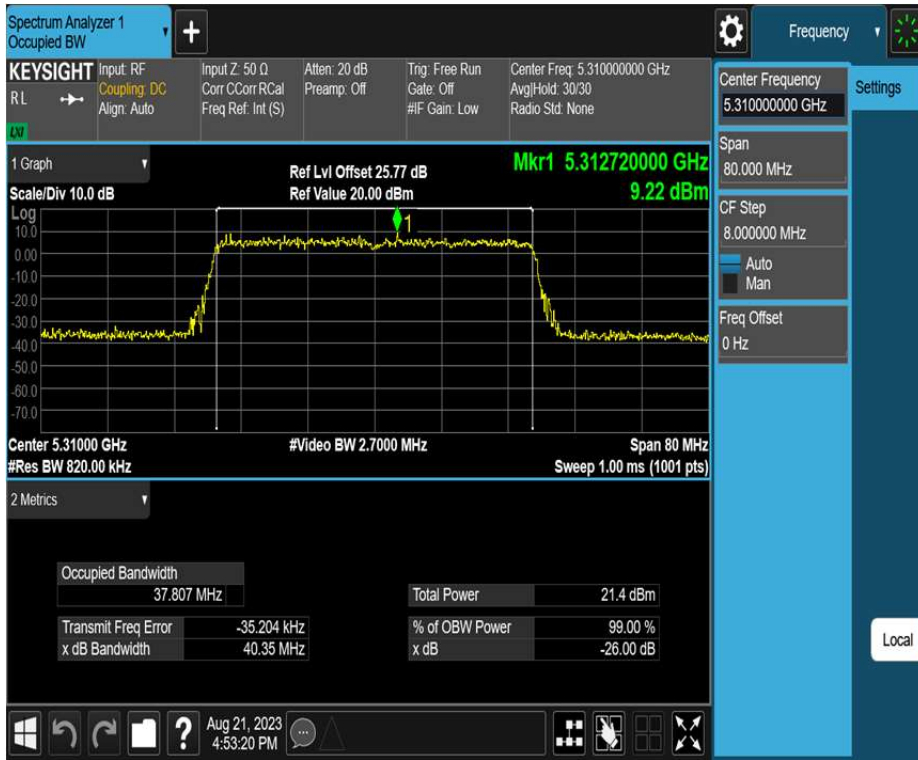 Spectrum Analyzer 1
Occupied BW
+
Frequency
KEYSIGHT
RL
LXI
Input: RF
Coupling: DC
Align: Auto
Input Z: 50 Ω
Corr CCorr RCal
Freq Ref: Int (S)
Atten: 20 dB
Preamp: Off
Trig: Free Run
Gate: Off
#IF Gain: Low
Center Freq: 5.310000000 GHz
Avg|Hold: 30/30
Radio Std: None
Center Frequency
5.310000000 GHz
Settings
Span
80.000 MHz
CF Step
8.000000 MHz
Auto
Man
Freq Offset
0 Hz
Local
1 Graph
Scale/Div 10.0 dB
Ref Lvl Offset 25.77 dB
Ref Value 20.00 dBm
Mkr1 5.312720000 GHz
9.22 dBm
Log
10.0
0.00
-10.0
-20.0
-30.0
-40.0
-50.0
-60.0
-70.0
1
Center 5.31000 GHz
#Res BW 820.00 kHz
#Video BW 2.7000 MHz
Span 80 MHz
Sweep 1.00 ms (1001 pts)
2 Metrics
Occupied Bandwidth
37.807 MHz
Total Power 21.4 dBm
Transmit Freq Error -35.204 kHz
% of OBW Power 99.00 %
x dB Bandwidth 40.35 MHz
x dB -26.00 dB
?
Aug 21, 2023
4:53:20 PM